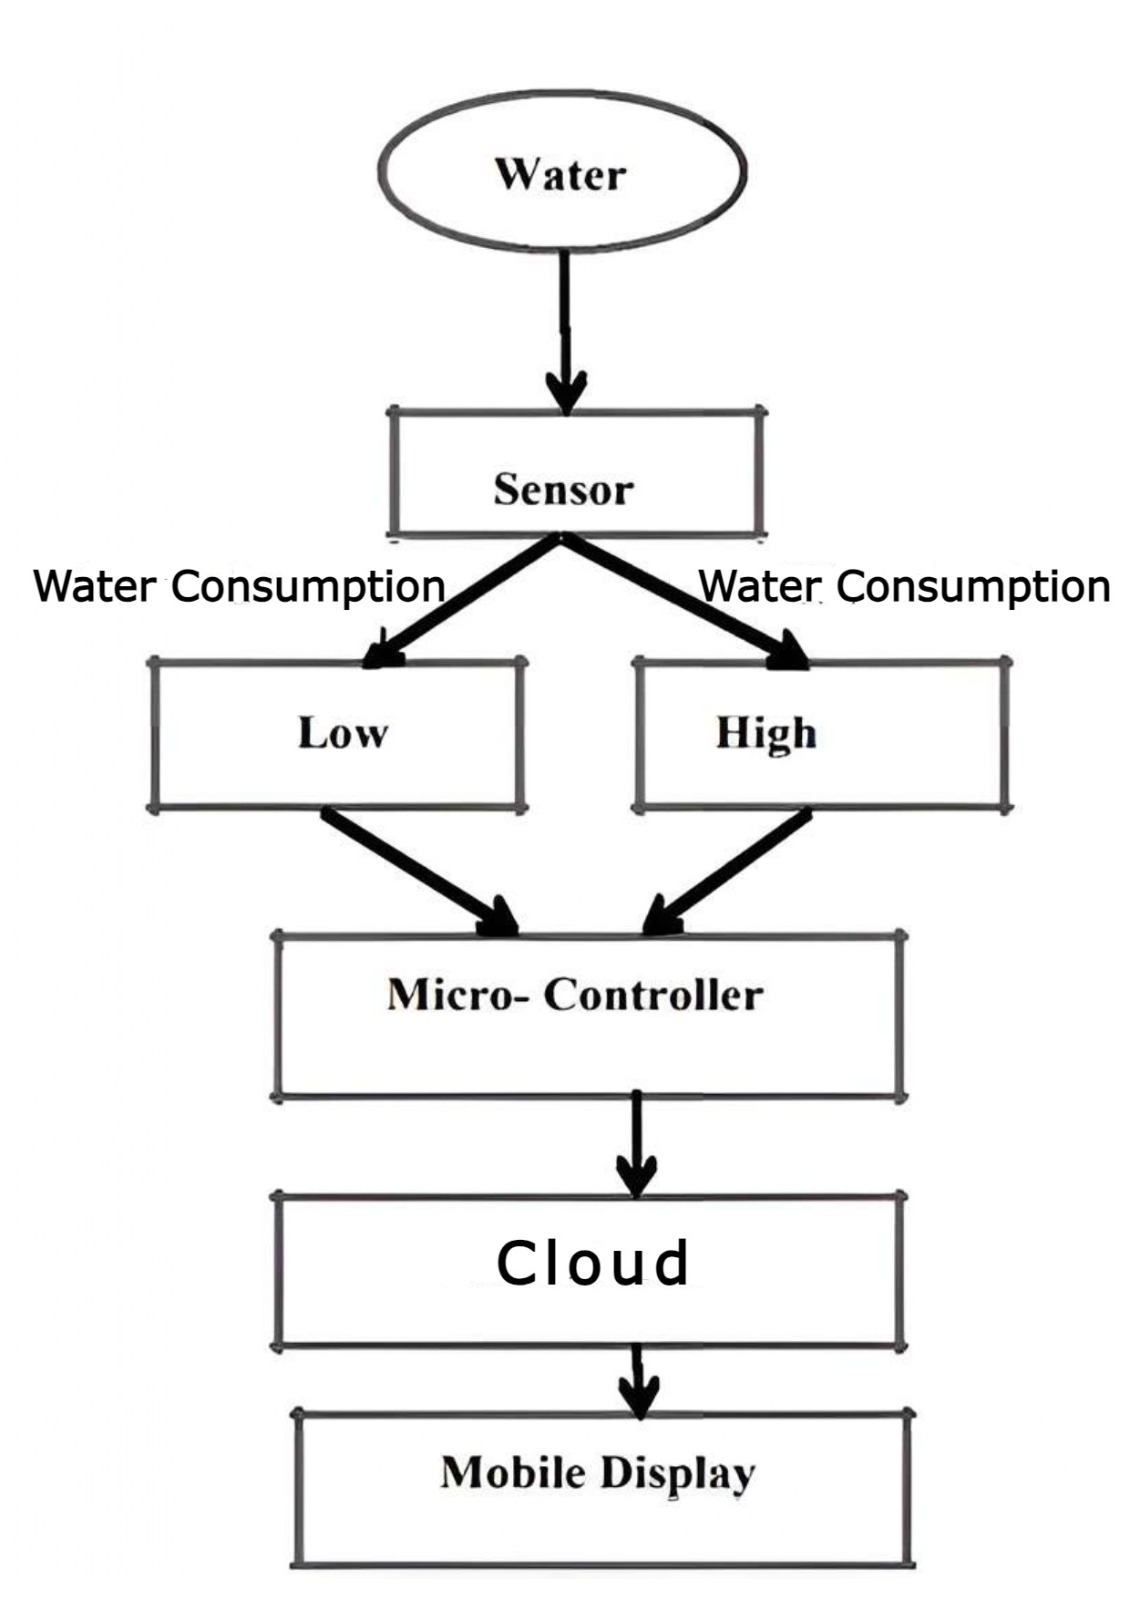 Water
Sensor
Water Consumption
Water Consumption
Low
High
Micro- Controller
Cloud
Mobile Display